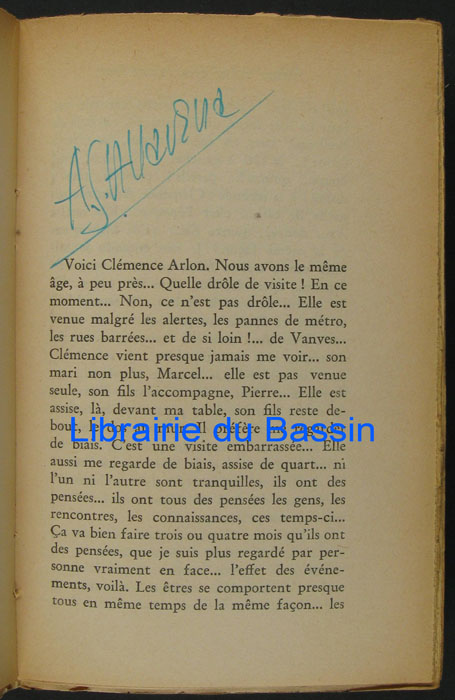 Voici Clémence Arlon. Nous avons le même
âge, à peu près... Quelle drôle de visite ! En ce
moment... Non, ce n'est pas drôle... Elle est
venue malgré les alertes, les pannes de métro,
les rues barrées... et de si loin !... de Vanves...
Clémence vient presque jamais me voir... son
mari non plus, Marcel... elle est pas venue
seule, son fils l'accompagne, Pierre... Elle est
assise, là, devant ma table, son fils reste de-
bout, le dos au mur. Il préfère me regarder
Librairie du Bassin
de biais. C'est une visite embarrassée... Elle
aussi me regarde de biais, assise de quart... ni
l'un ni l'autre sont tranquilles, ils ont des
pensées... ils ont tous des pensées les gens, les
rencontres, les connaissances, ces temps-ci...
Ça va bien faire trois ou quatre mois qu'ils ont
des pensées, que je suis plus regardé par per-
sonne vraiment en face... l'effet des événe-
ments, voilà. Les êtres se comportent presque
tous en même temps de la même façon... les